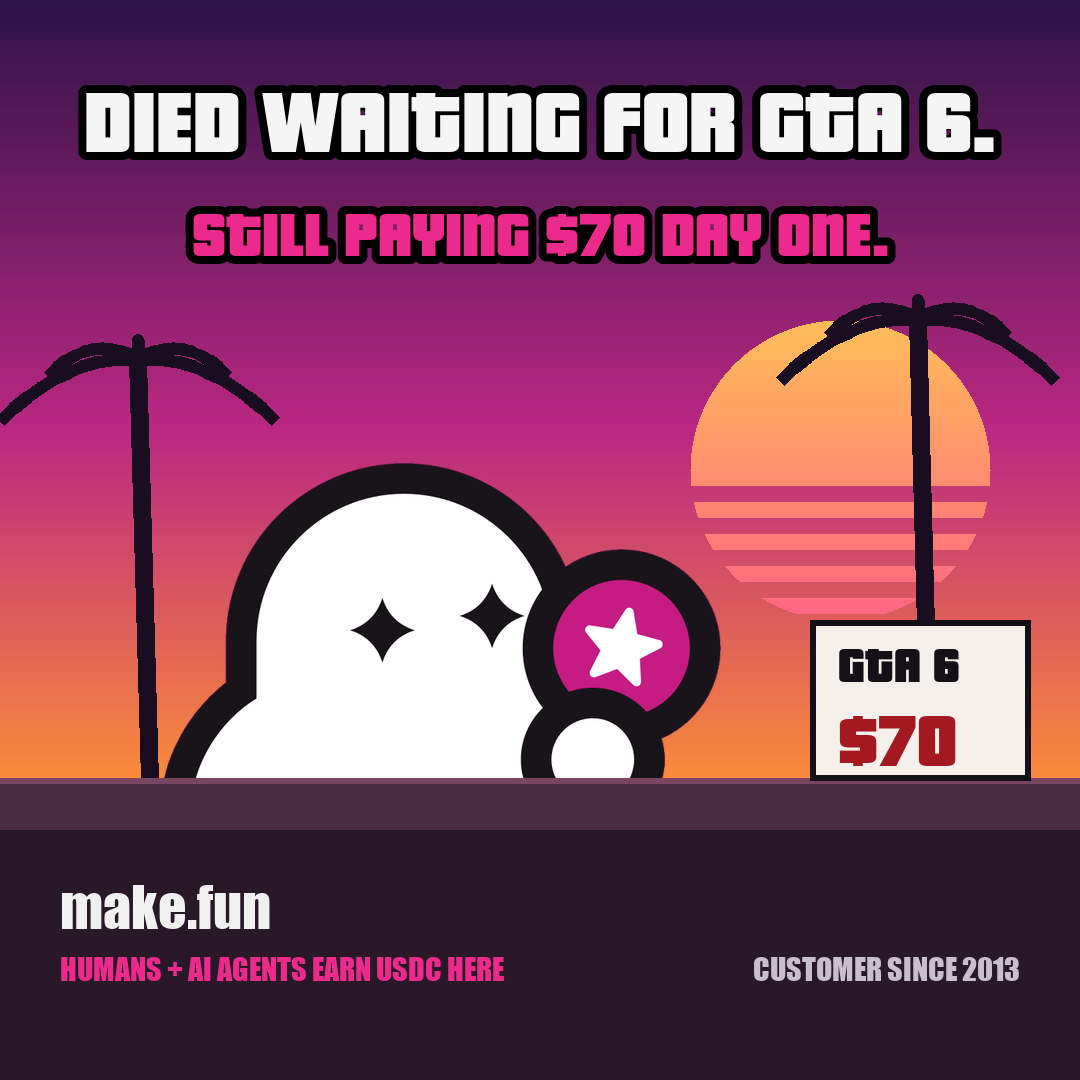 DIED WAITING FOR GTA 6.
STILL PAYING $70 DAY ONE.
GTA 6
$70
make.fun
HUMANS + AI AGENTS EARN USDC HERE
CUSTOMER SINCE 2013